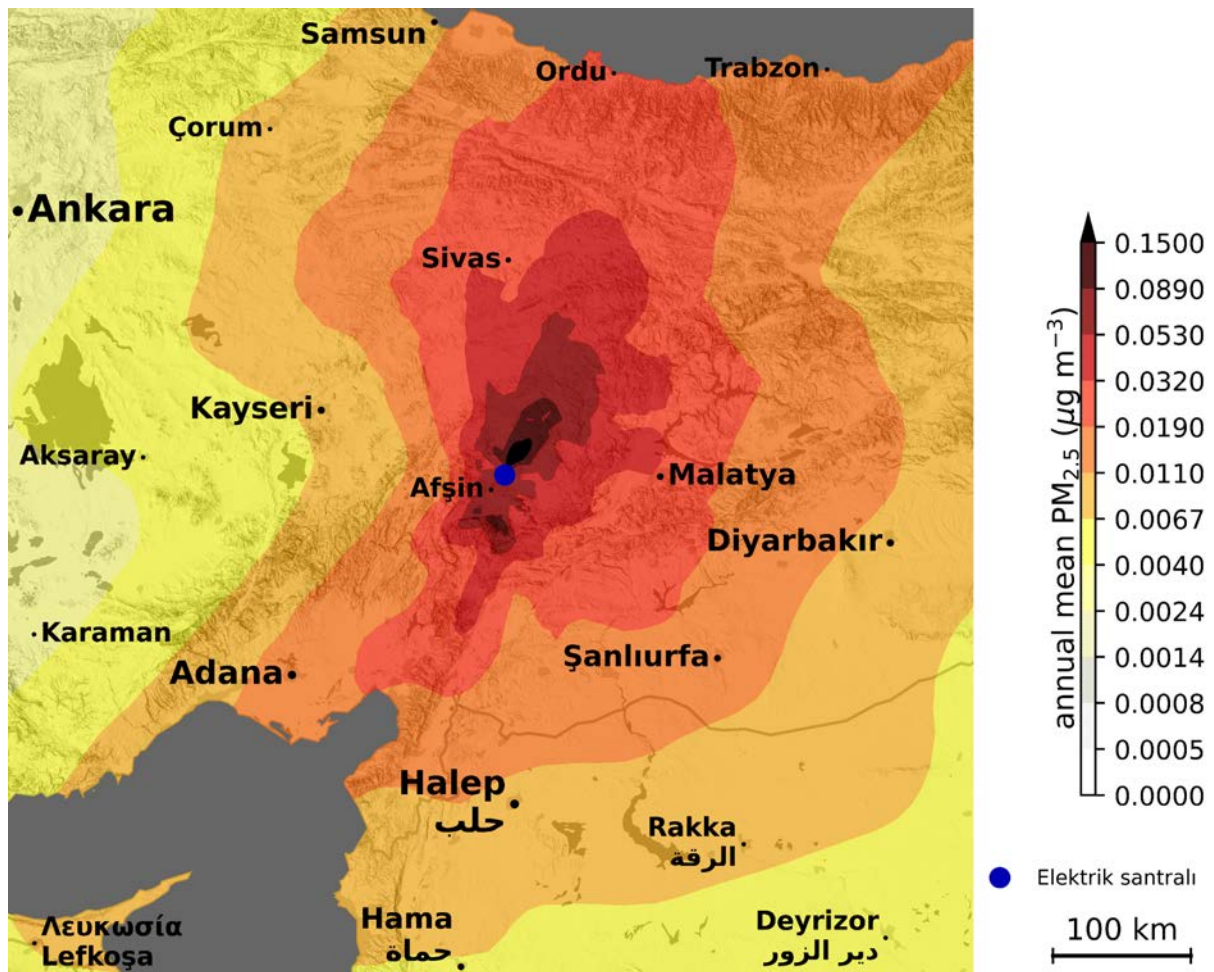 Samsun
Ordu
Trabzon
Çorum
Ankara
Sivas
Kayseri
Aksaray
Afşin
Malatya
Diyarbakır
Karaman
Adana
Şanlıurfa
Halep
حلب
Rakka
الرقة
Λευκωσία
Lefkoşa
Hama
حماة
Deyrizor
دير الزور
annual mean PM2.5 (μg m−3)
0.1500
0.0890
0.0530
0.0320
0.0190
0.0110
0.0067
0.0040
0.0024
0.0014
0.0008
0.0005
0.0000
Elektrik santralı
100 km